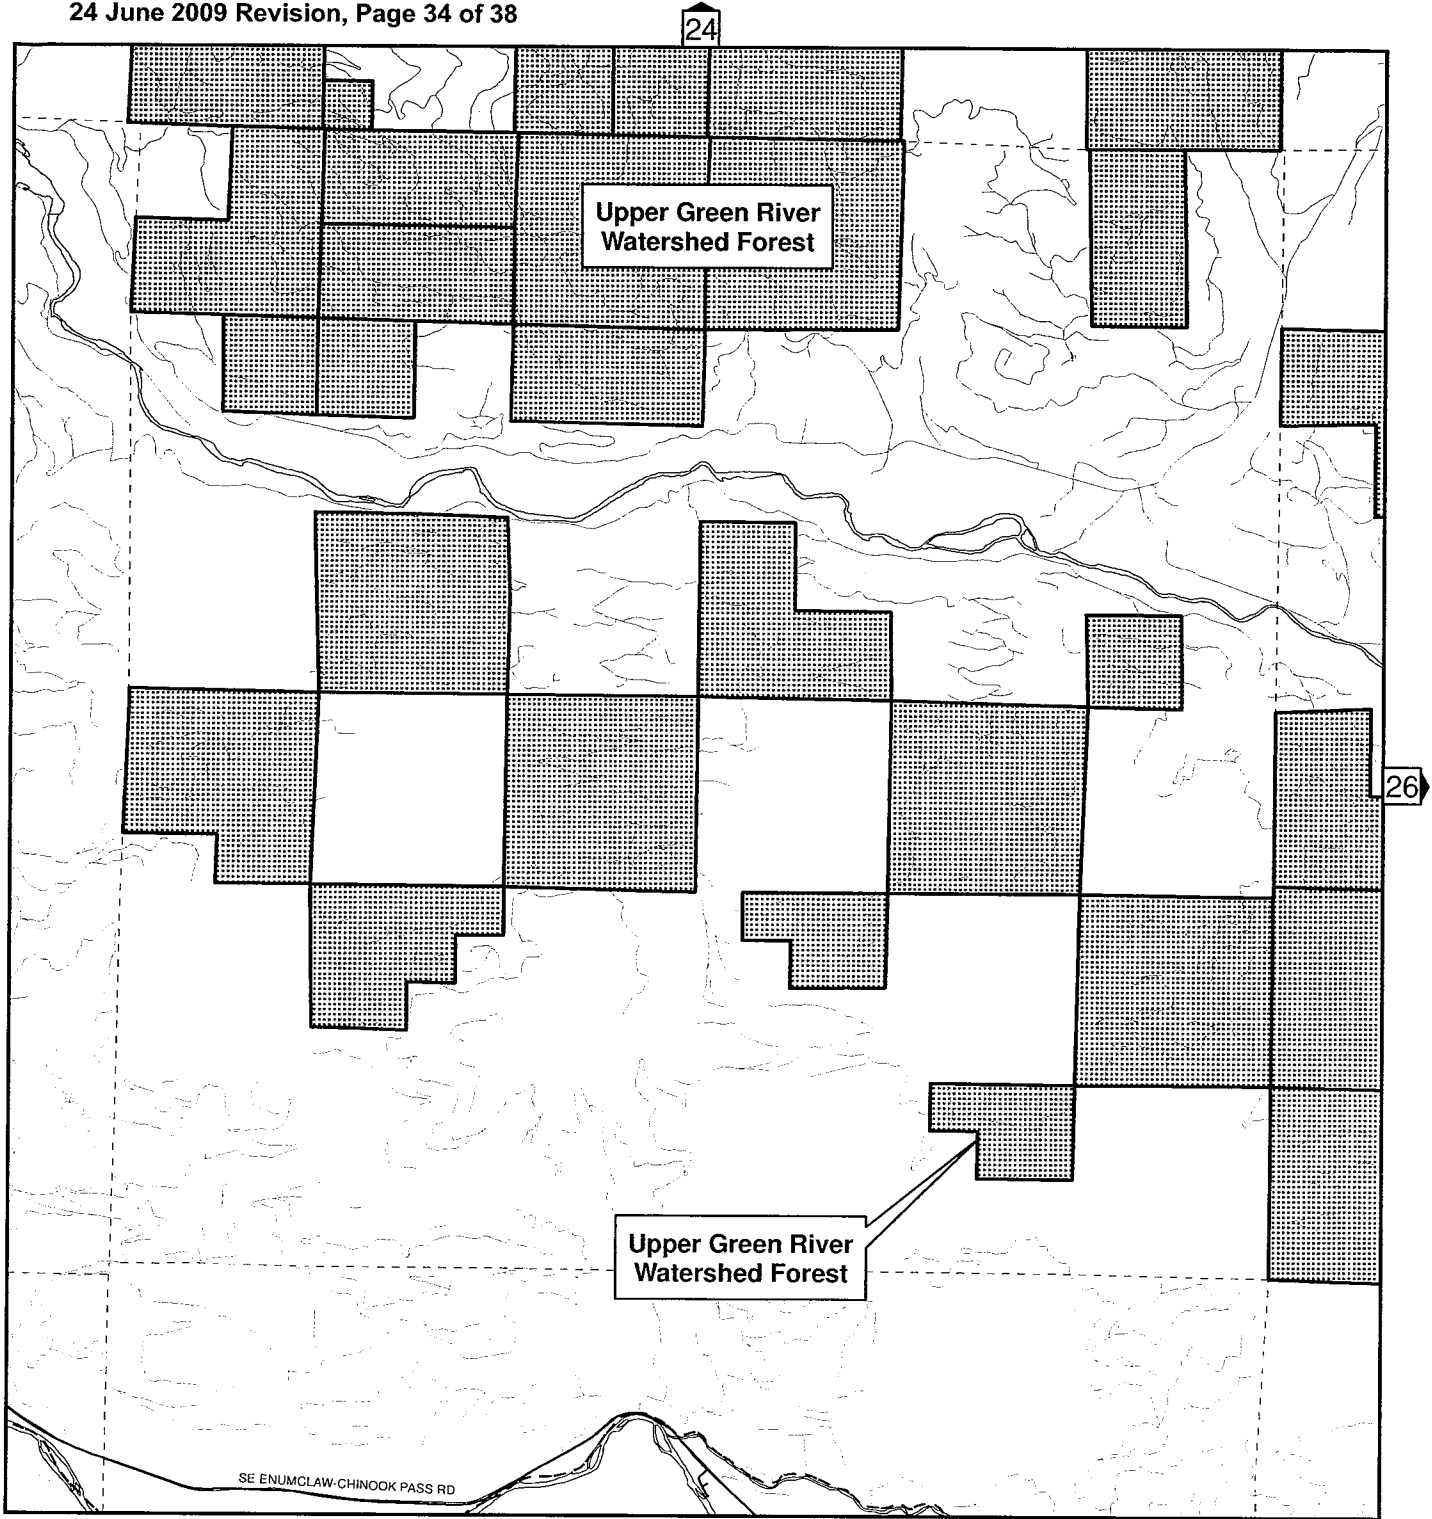 24 June 2009 Revision, Page 34 of 38
24
Upper Green River
Watershed Forest
26
Upper Green River
Watershed Forest
SE ENUMCLAW-CHINOOK PASS RD